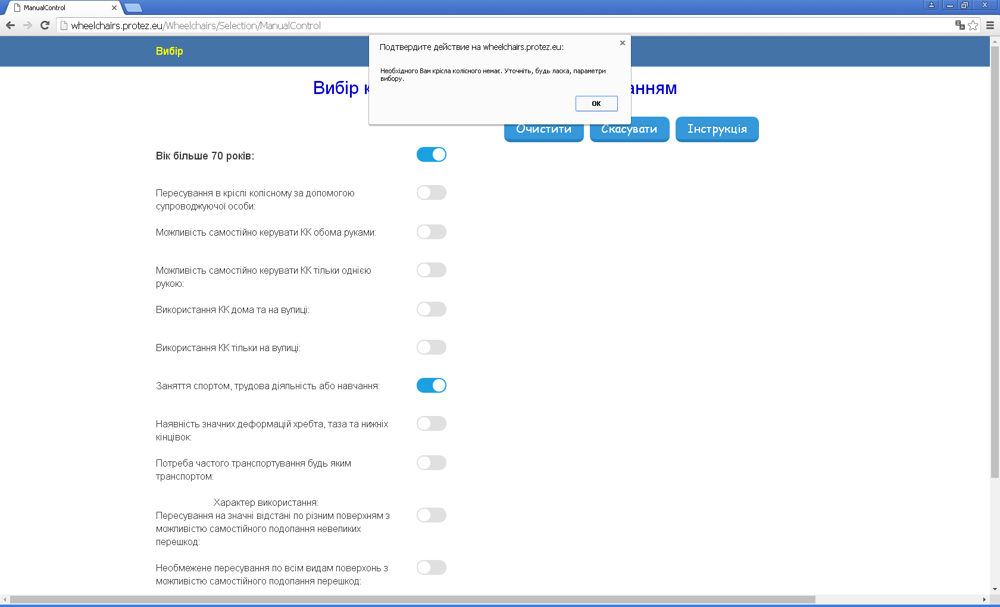 ManualControl
wheelchairs.protez.eu/Wheelchairs/Selection/ManualControl
Вибір
Подтвердите действие на wheelchairs.protez.eu:
Необхідного Вам крісла колісного немає. Уточніть, будь ласка, параметри
вибору.
ОК
Вибір к
анням
Очистити Скасувати Інструкція
Вік більше 70 років:
Пересування в кріслі колісному за допомогою
супроводжуючої особи:
Можливість самостійно керувати КК обома руками:
Можливість самостійно керувати КК тільки однією
рукою:
Використання КК дома та на вулиці:
Використання КК тільки на вулиці:
Заняття спортом, трудова діяльність або навчання:
Наявність значних деформацій хребта, таза та нижніх
кінцівок:
Потреба частого транспортування будь яким
транспортом:
Характер використання:
Пересування на значні відстані по різним поверхням з
можливістю самостійного подолання невеликих
перешкод:
Необмежене пересування по всім видам поверхонь з
можливістю самостійного подолання перешкод: